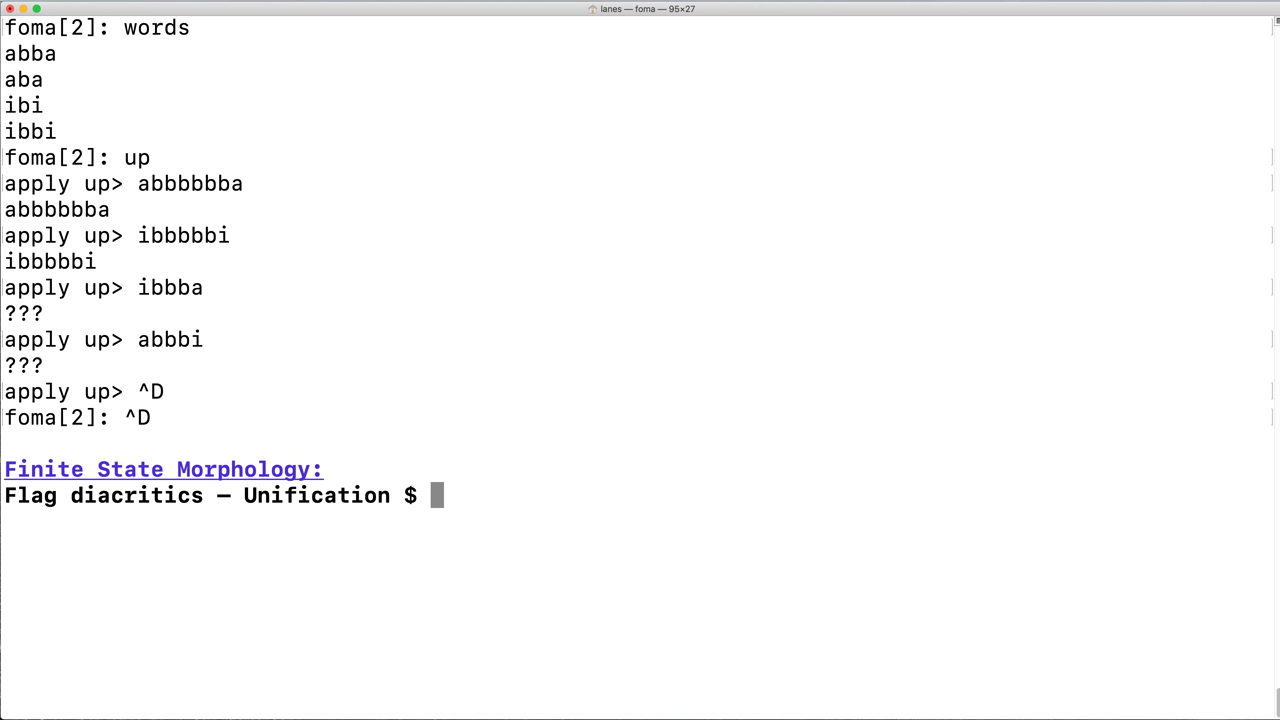 lanes — foma — 95×27
foma[2]: words
abba
aba
ibi
ibbi
foma[2]: up
apply up> abbbbbba
abbbbbba
apply up> ibbbbbi
ibbbbbi
apply up> ibbba
???
apply up> abbbi
???
apply up> ^D
foma[2]: ^D
Finite State Morphology:
Flag diacritics — Unification $